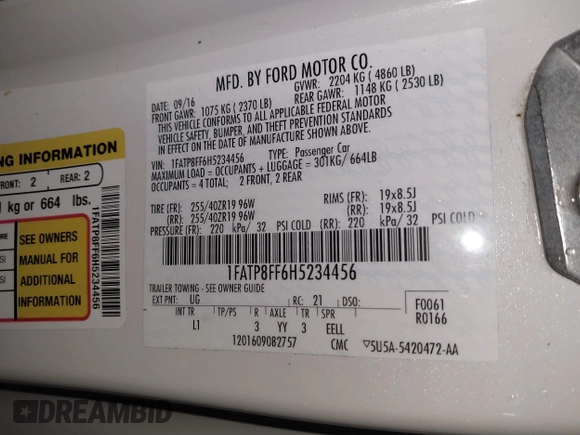 MFD. BY FORD MOTOR CO.
DATE: 09/16 GVWR: 2204 KG ( 4860 LB)
FRONT GAWR: 1075 KG ( 2370 LB) REAR GAWR: 1148 KG ( 2530 LB)
THIS VEHICLE CONFORMS TO ALL APPLICABLE FEDERAL MOTOR
VEHICLE SAFETY, BUMPER, AND THEFT PREVENTION STANDARDS
IN EFFECT ON THE DATE OF MANUFACTURE SHOWN ABOVE.
VIN: 1FATP8FF6H5234456 TYPE: Passenger Car
MAXIMUM LOAD = OCCUPANTS + LUGGAGE = 301KG/ 664LB
OCCUPANTS = 4 TOTAL; 2 FRONT, 2 REAR
TIRE (FR): 255/40ZR19 96W RIMS (FR): 19x8.5J
TIRE (RR): 255/40ZR19 96W RIMS (RR): 19x8.5J
PRESSURE (FR): 220 kPa/ 32 PSI COLD (RR): 220 kPa/ 32 PSI COLD
1FATP8FF6H5234456
TRAILER TOWING - SEE OWNER GUIDE
EXT PNT: UG RC: 21 DSO: F0061
R0166
INT TR TP/PS R AXLE TR SPR
L1 3 YY 3 EELL
1201609082757 CMC 5U5A-5420472-AA
NG INFORMATION
FRONT: 2 REAR: 2
kg or 664 lbs.
SEE OWNERS
MANUAL FOR
ADDITIONAL
INFORMATION
1FATP8FF6H5234456
DREAMBID